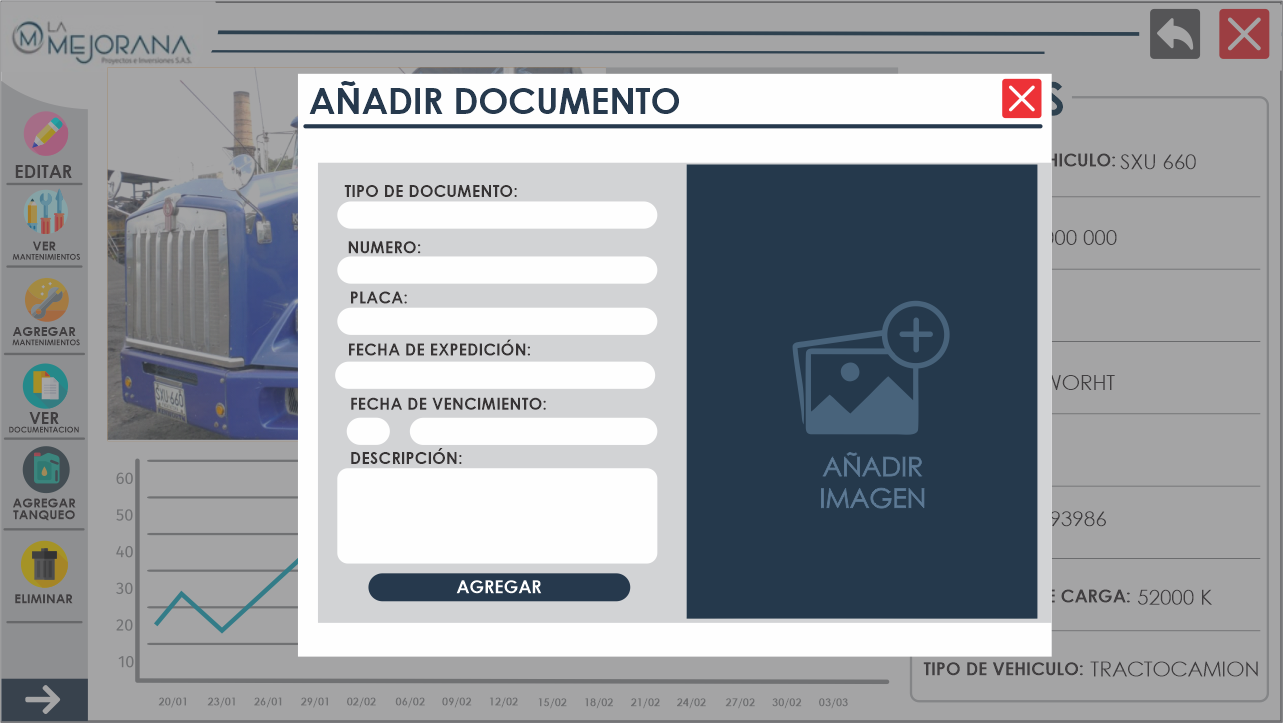 LA
MEJORANA
Proyectos e Inversiones S.A.S.
AÑADIR DOCUMENTO
S
EDITAR
VER
MANTENIMIENTOS
AGREGAR
MANTENIMIENTOS
VER
DOCUMENTACION
AGREGAR
TANQUEO
ELIMINAR
SXU·660
TIPO DE DOCUMENTO:
NUMERO:
PLACA:
FECHA DE EXPEDICIÓN:
FECHA DE VENCIMIENTO:
DESCRIPCIÓN:
AGREGAR
AÑADIR
IMAGEN
HICULO: SXU 660
000 000
WORHT
93986
E CARGA: 52000 K
TIPO DE VEHICULO: TRACTOCAMION
60
50
40
30
20
10
20/01 23/01 26/01 29/01 02/02 06/02 09/02 12/02 15/02 18/02 21/02 24/02 27/02 30/02 03/03